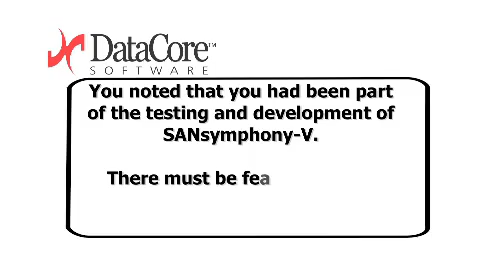 DataCore™
SOFTWARE
You noted that you had been part
of the testing and development of
SANsymphony-V.
There must be fea